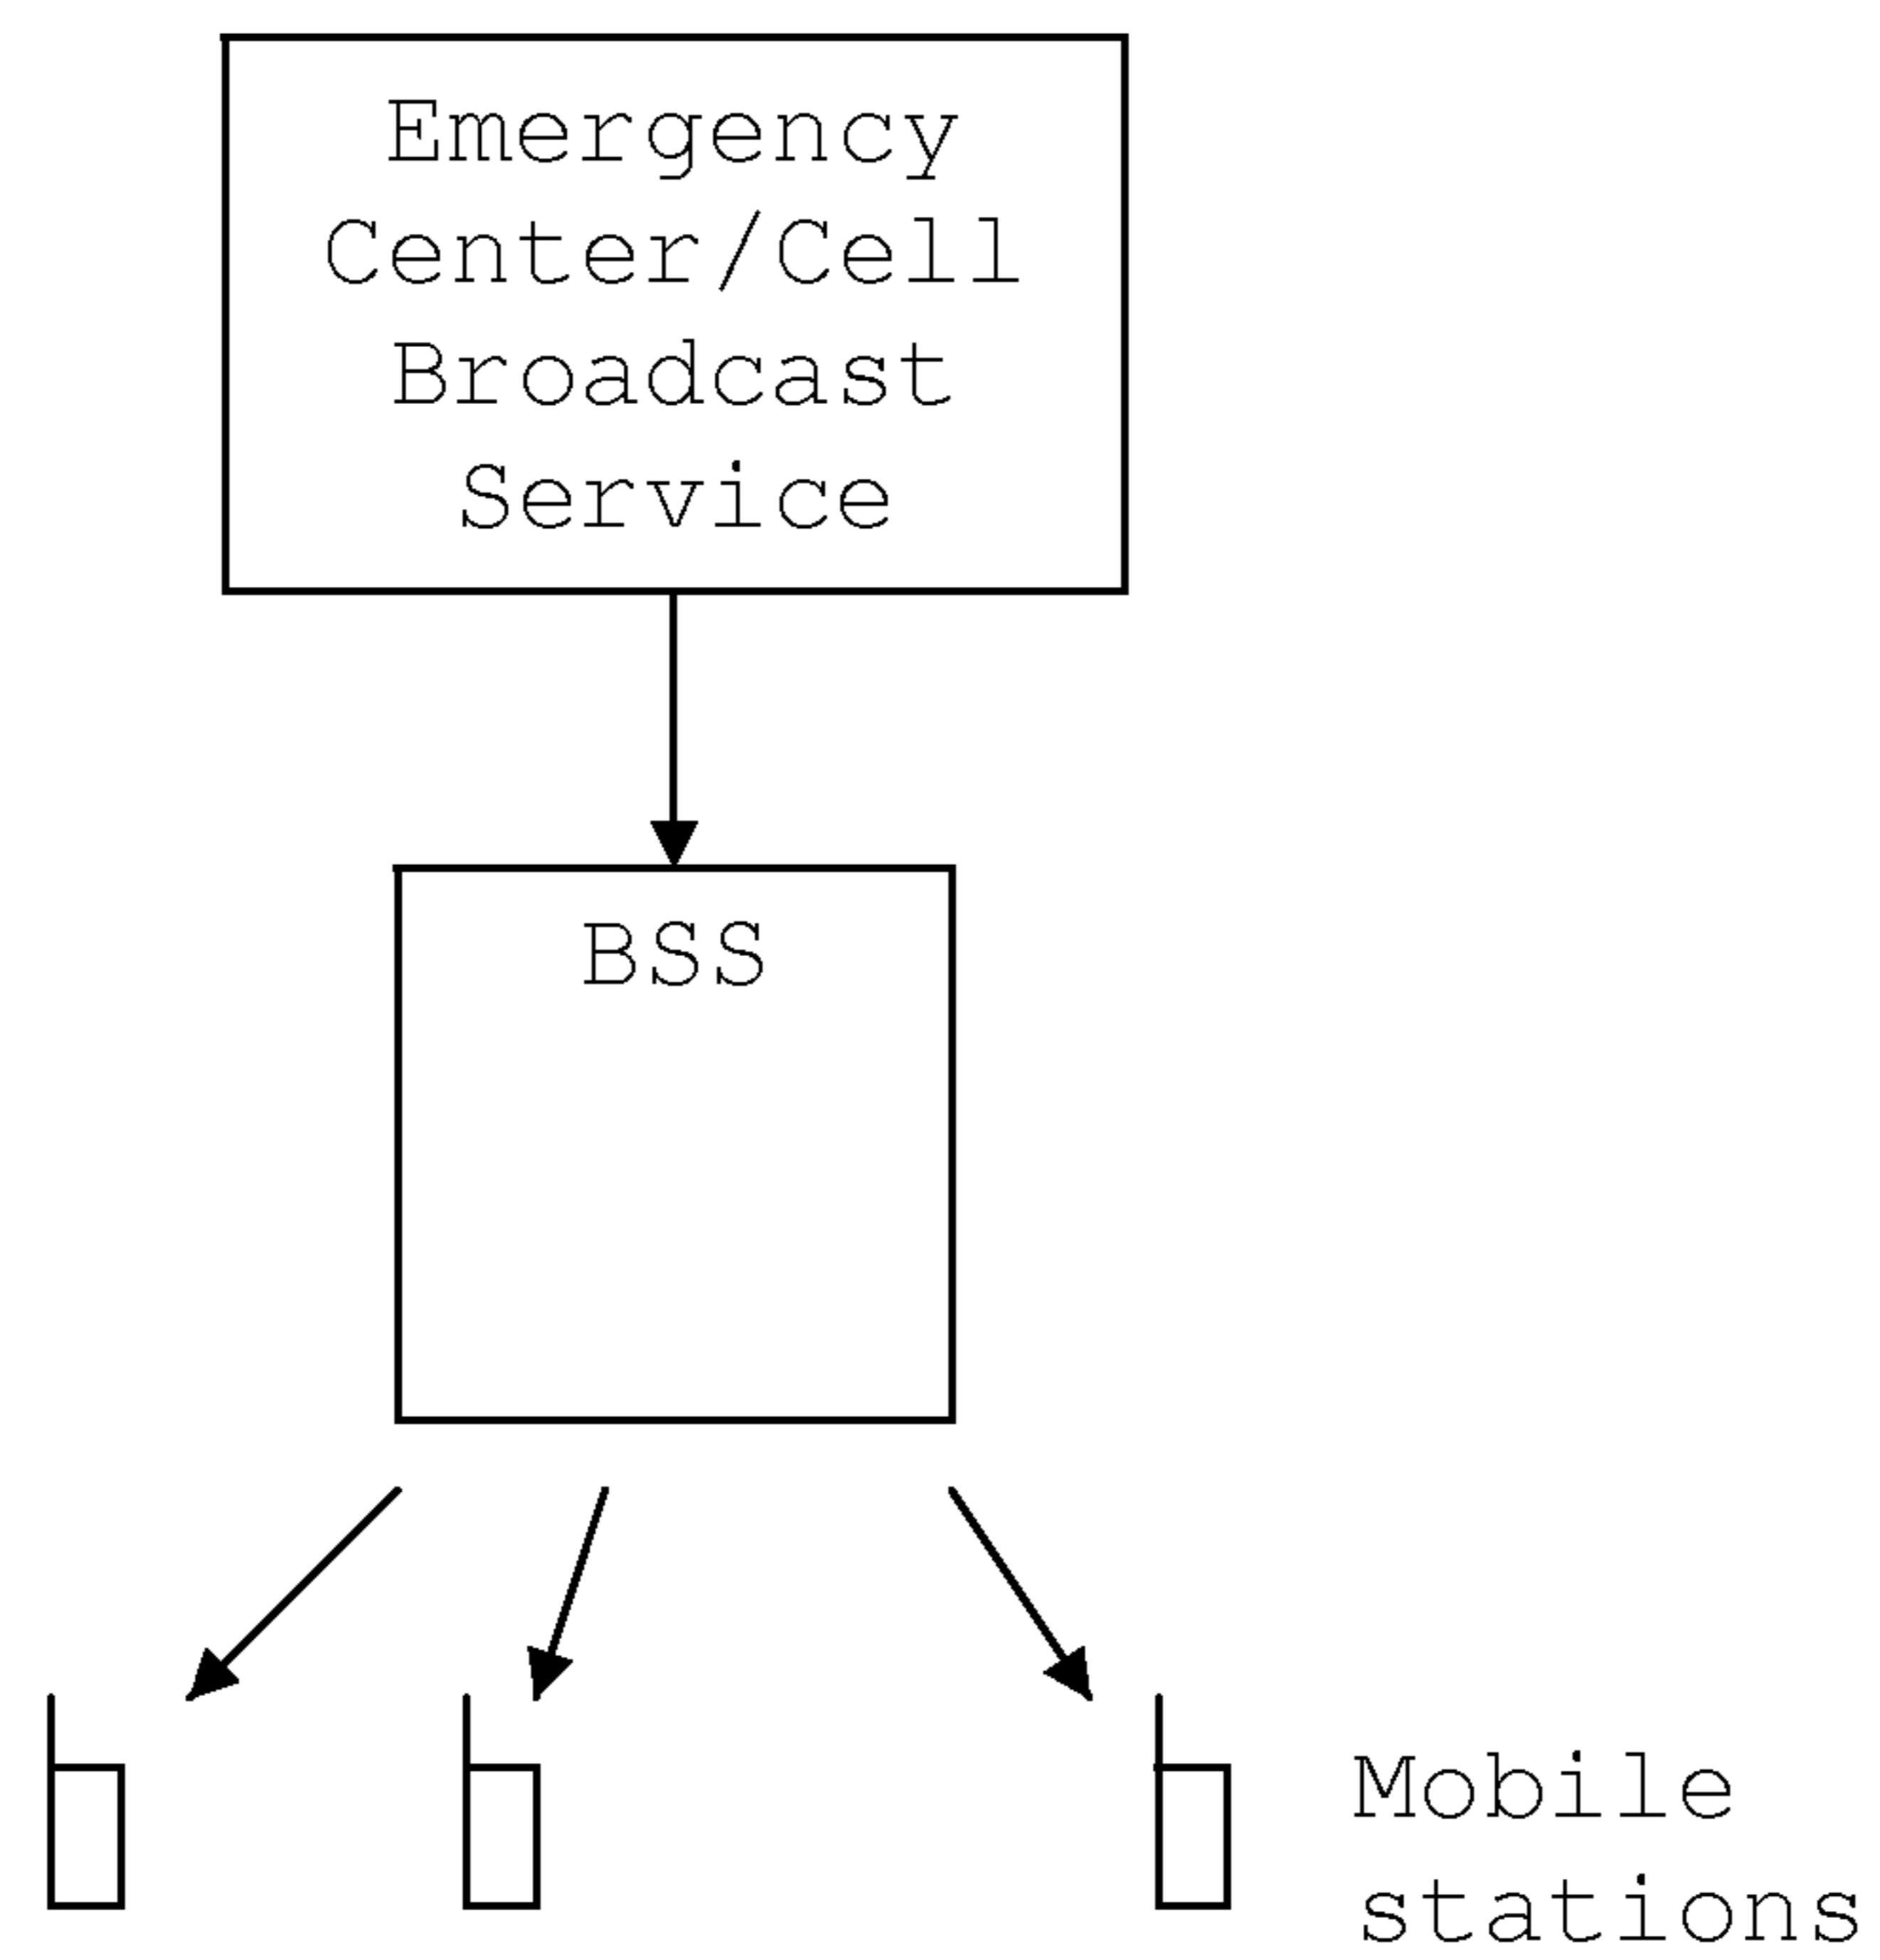 Emergency
Center/Cell
Broadcast
Service
BSS
Mobile
stations